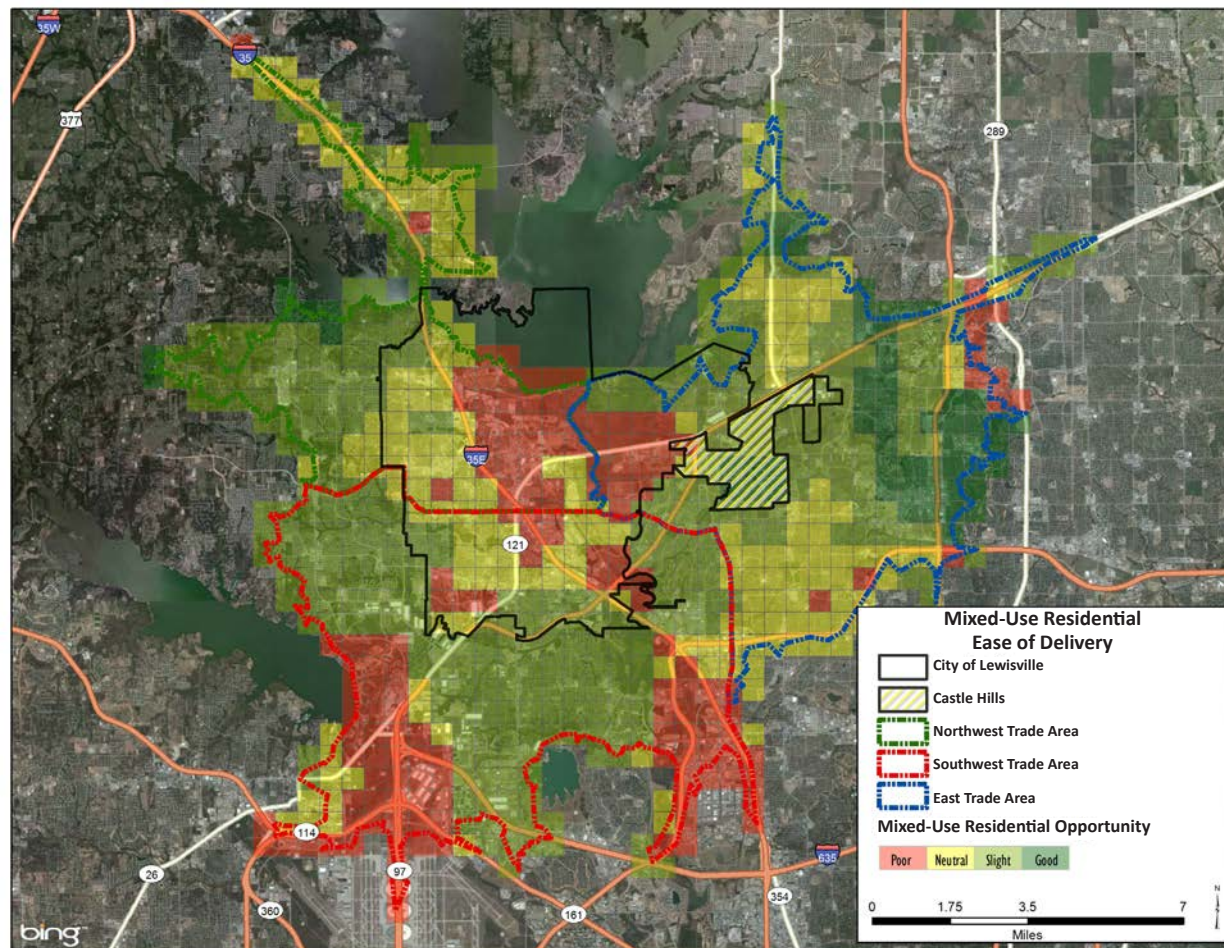 35W
35
377
289
35E
121
114
26
97
360
161
635
354
bing
Mixed-Use Residential
Ease of Delivery
City of Lewisville
Castle Hills
Northwest Trade Area
Southwest Trade Area
East Trade Area
Mixed-Use Residential Opportunity
Poor Neutral Slight Good
N
0 1.75 3.5 7
Miles